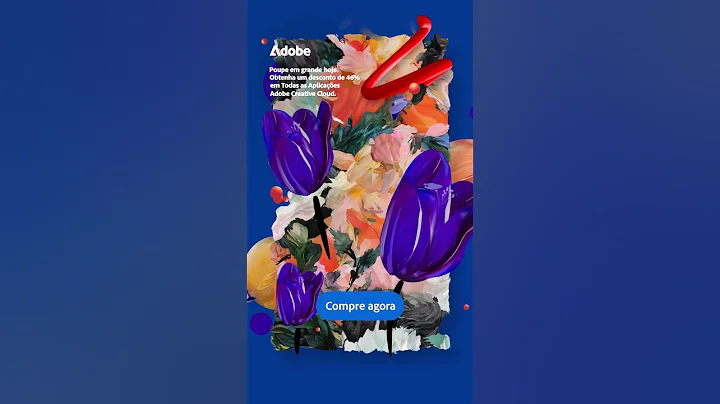 Adobe
Poupe em grande hoje.
Obtenha um desconto de 46%
em Todas as Aplicações
Adobe Creative Cloud.
Compre agora